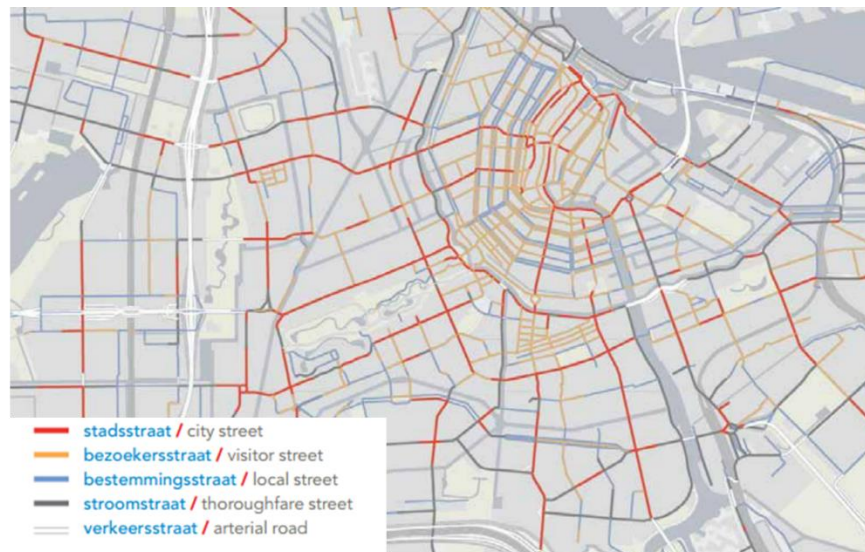 stadsstraat / city street
bezoekersstraat / visitor street
bestemmingsstraat / local street
stroomstraat / thoroughfare street
verkeersstraat / arterial road